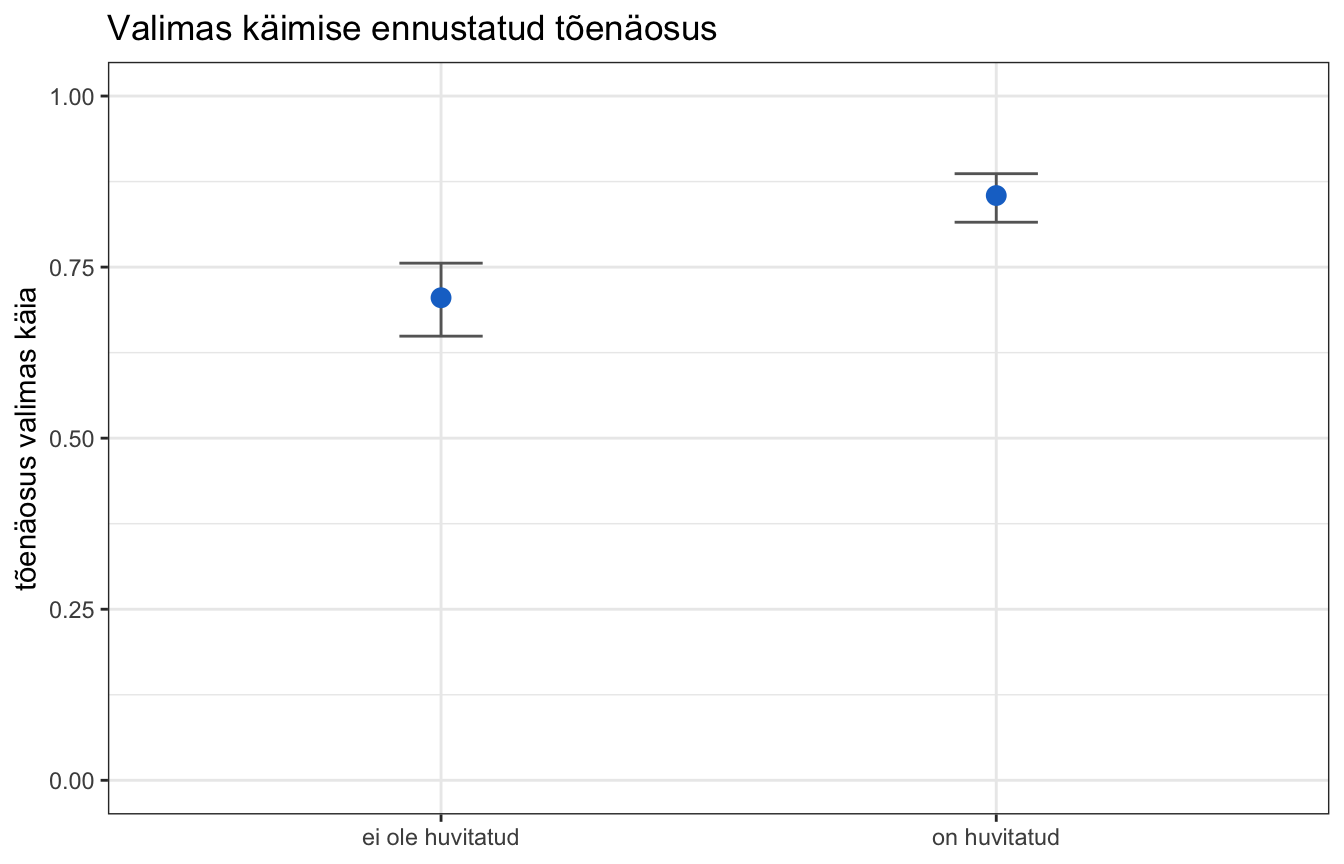 Valimas käimise ennustatud tõenäosus
tõenäosus valimas käia
1.00
0.75
0.50
0.25
0.00
ei ole huvitatud
on huvitatud